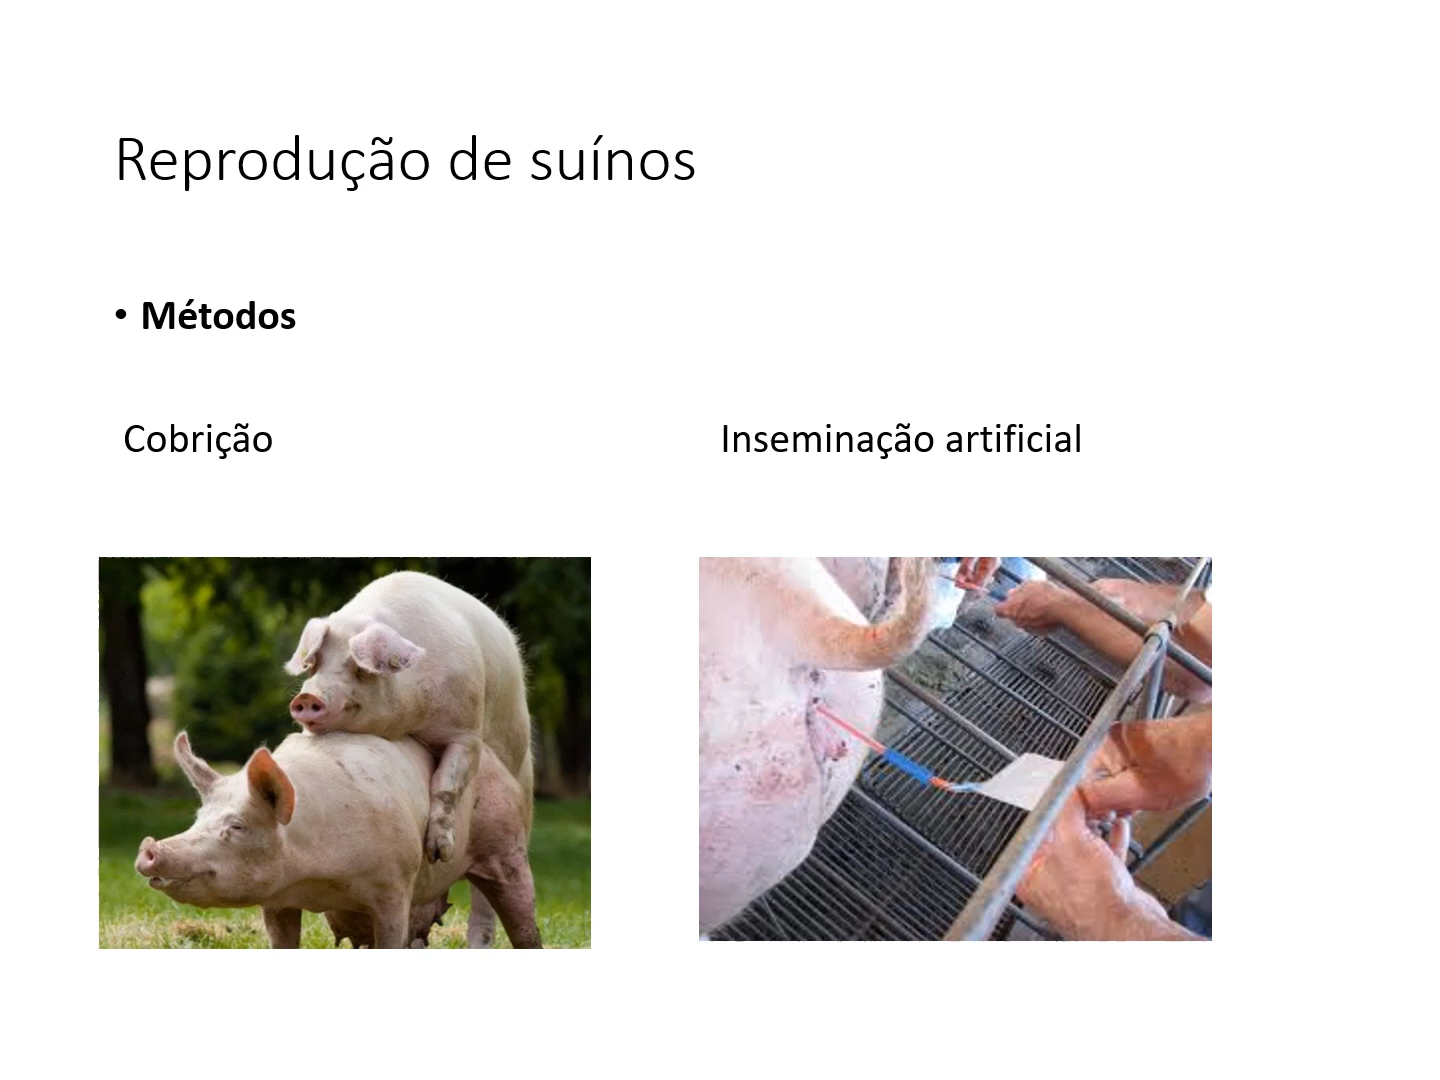 Reprodução de suínos
• Métodos
Cobrição
Inseminação artificial